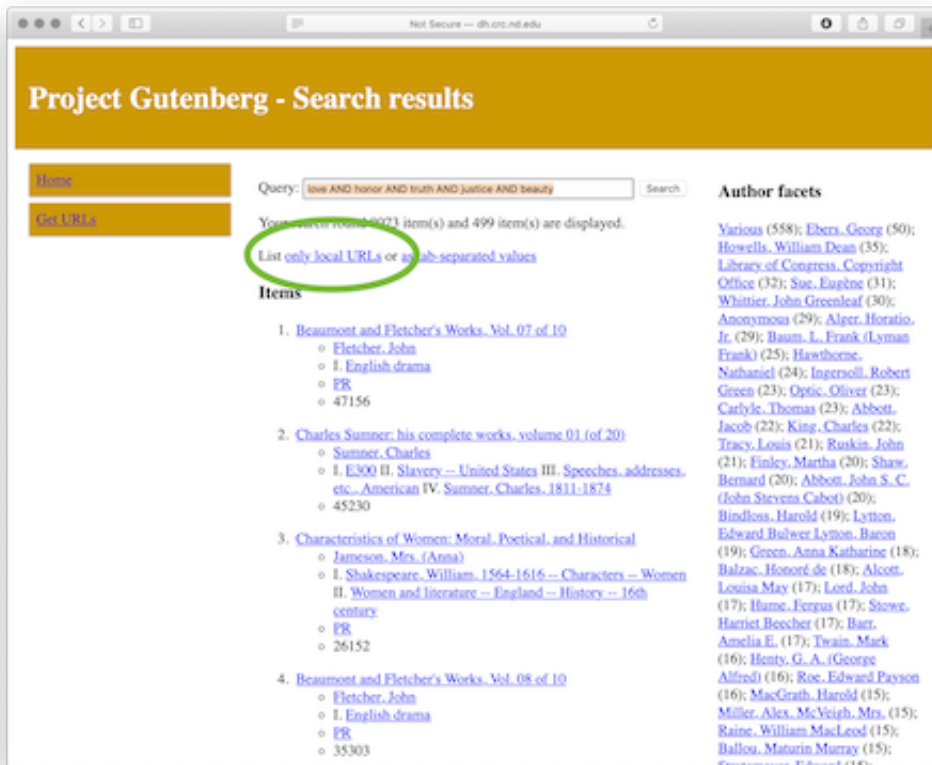 Not Secure — dh.crc.nd.edu
Project Gutenberg - Search results
Home
Get URLs
Query: love AND honor AND truth AND justice AND beauty Search
Your search found 9023 item(s) and 499 item(s) are displayed.
List only local URLs or as tab-separated values
Items
1. Beaumont and Fletcher's Works, Vol. 07 of 10
Fletcher, John
I. English drama
PR
47156
2. Charles Sumner: his complete works, volume 01 (of 20)
Sumner, Charles
I. E300 II. Slavery -- United States III. Speeches, addresses,
etc., American IV. Sumner, Charles, 1811-1874
45230
3. Characteristics of Women: Moral, Poetical, and Historical
Jameson, Mrs. (Anna)
I. Shakespeare, William, 1564-1616 -- Characters -- Women
II. Women and literature -- England -- History -- 16th
century
PR
26152
4. Beaumont and Fletcher's Works, Vol. 08 of 10
Fletcher, John
I. English drama
PR
35303
Author facets
Various (558); Ebers, Georg (50);
Howells, William Dean (35);
Library of Congress. Copyright
Office (32); Sue, Eugène (31);
Whittier, John Greenleaf (30);
Anonymous (29); Alger, Horatio,
Jr. (29); Baum, L. Frank (Lyman
Frank) (25); Hawthorne,
Nathaniel (24); Ingersoll, Robert
Green (23); Optic, Oliver (23);
Carlyle, Thomas (23); Abbott,
Jacob (22); King, Charles (22);
Tracy, Louis (21); Ruskin, John
(21); Finley, Martha (20); Shaw,
Bernard (20); Abbott, John S. C.
(John Stevens Cabot) (20);
Bindloss, Harold (19); Lytton,
Edward Bulwer Lytton, Baron
(19); Green, Anna Katharine (18);
Balzac, Honoré de (18); Alcott,
Louisa May (17); Lord, John
(17); Hume, Fergus (17); Stowe,
Harriet Beecher (17); Barr,
Amelia E. (17); Twain, Mark
(16); Henty, G. A. (George
Alfred) (16); Roe, Edward Payson
(16); MacGrath, Harold (15);
Miller, Alex. McVeigh, Mrs. (15);
Raine, William MacLeod (15);
Ballou, Maturin Murray (15);